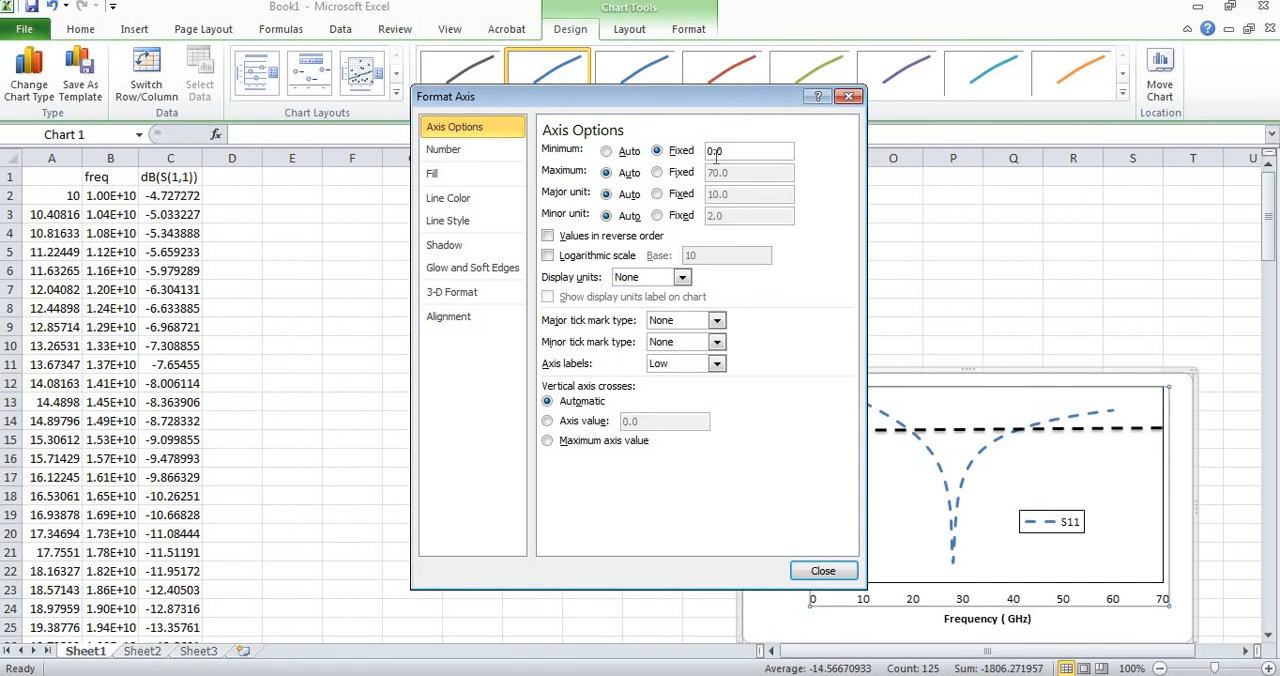 Book1 - Microsoft Excel
Chart Tools
File Home Insert Page Layout Formulas Data Review View Acrobat Design Layout Format
Change Chart Type
Save As Template
Switch Row/Column
Select Data
Move Chart
Type Data Chart Layouts Location
Chart 1 fx
A B C D E F O P Q R S T U
1 freq dB(S(1,1))
2 10 1.00E+10 -4.727272
3 10.40816 1.04E+10 -5.033227
4 10.81633 1.08E+10 -5.343888
5 11.22449 1.12E+10 -5.659233
6 11.63265 1.16E+10 -5.979289
7 12.04082 1.20E+10 -6.304131
8 12.44898 1.24E+10 -6.633885
9 12.85714 1.29E+10 -6.968721
10 13.26531 1.33E+10 -7.308855
11 13.67347 1.37E+10 -7.65455
12 14.08163 1.41E+10 -8.006114
13 14.4898 1.45E+10 -8.363906
14 14.89796 1.49E+10 -8.728332
15 15.30612 1.53E+10 -9.099855
16 15.71429 1.57E+10 -9.478993
17 16.12245 1.61E+10 -9.866329
18 16.53061 1.65E+10 -10.26251
19 16.93878 1.69E+10 -10.66828
20 17.34694 1.73E+10 -11.08444
21 17.7551 1.78E+10 -11.51191
22 18.16327 1.82E+10 -11.95172
23 18.57143 1.86E+10 -12.40503
24 18.97959 1.90E+10 -12.87316
25 19.38776 1.94E+10 -13.35761
Format Axis
Axis Options
Number
Fill
Line Color
Line Style
Shadow
Glow and Soft Edges
3-D Format
Alignment
Axis Options
Minimum: Auto Fixed 0.0
Maximum: Auto Fixed 70.0
Major unit: Auto Fixed 10.0
Minor unit: Auto Fixed 2.0
Values in reverse order
Logarithmic scale Base: 10
Display units: None
Show display units label on chart
Major tick mark type: None
Minor tick mark type: None
Axis labels: Low
Vertical axis crosses:
Automatic
Axis value: 0.0
Maximum axis value
Close
S11
0 10 20 30 40 50 60 70
Frequency ( GHz)
Sheet1 Sheet2 Sheet3
Ready Average: -14.56670933 Count: 125 Sum: -1806.271957 100%